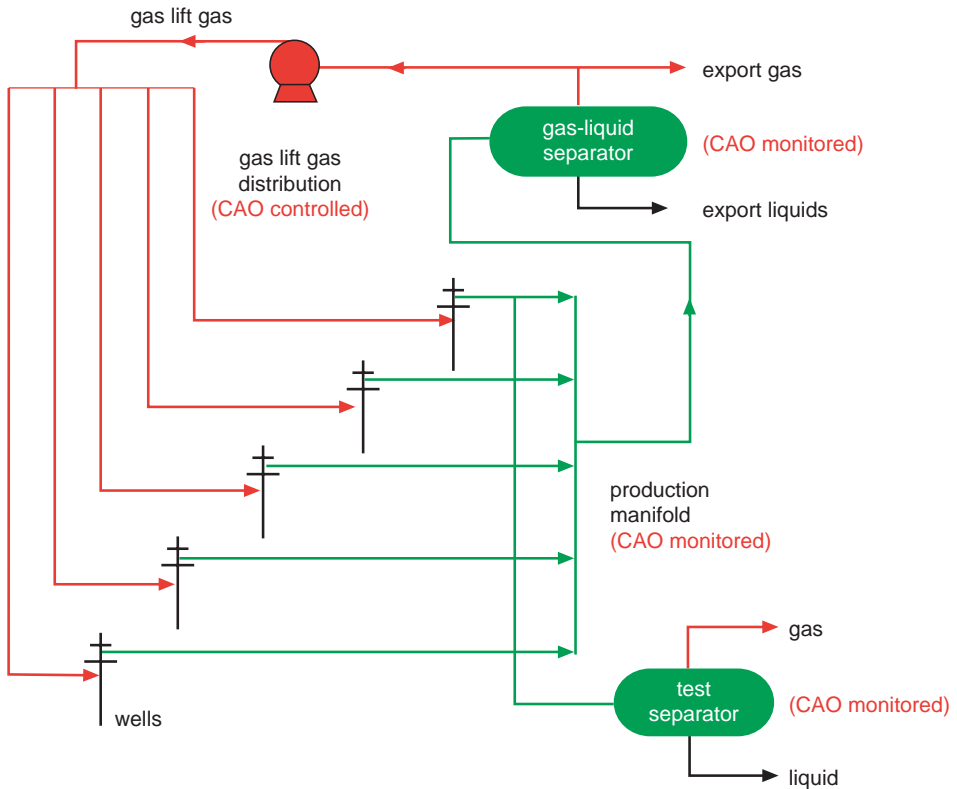 gas lift gas
export gas
gas-liquid
separator
(CAO monitored)
gas lift gas
distribution
(CAO controlled)
export liquids
production
manifold
(CAO monitored)
gas
test
separator
(CAO monitored)
wells
liquid